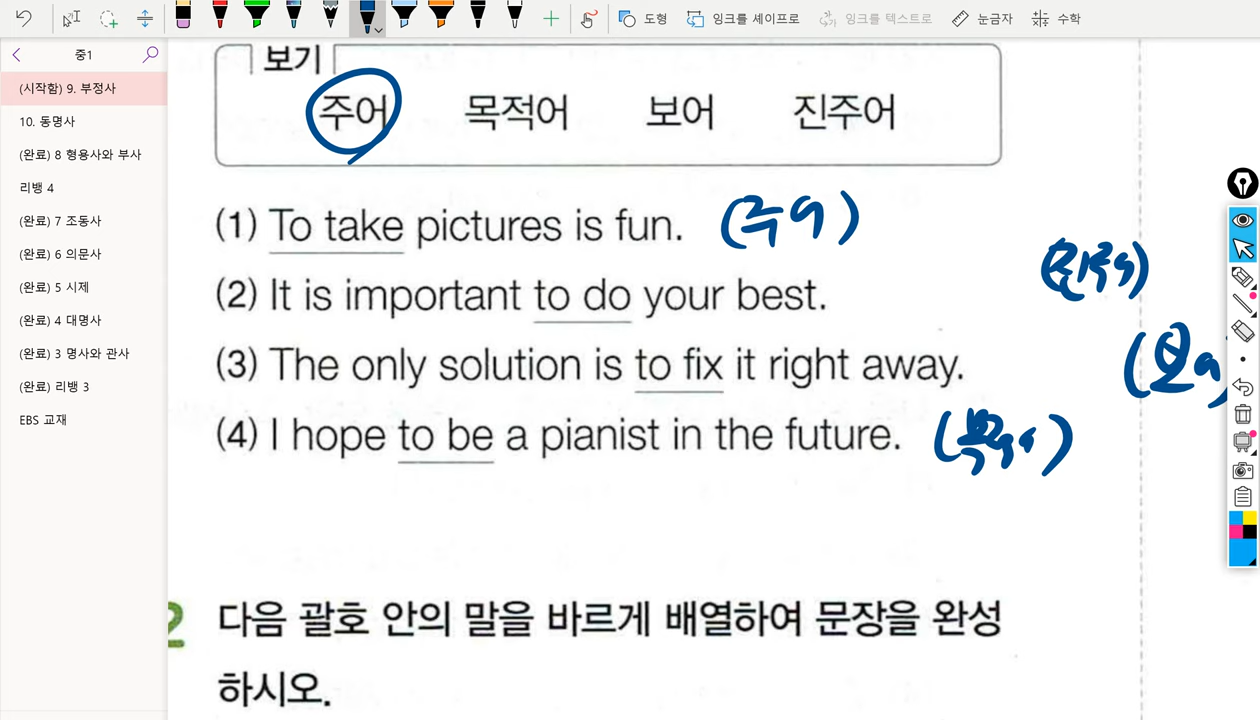 도형 잉크를 셰이프로 잉크를 텍스트로 눈금자 수학
중1
(시작함) 9. 부정사
10. 동명사
(완료) 8 형용사와 부사
리뱅 4
(완료) 7 조동사
(완료) 6 의문사
(완료) 5 시제
(완료) 4 대명사
(완료) 3 명사와 관사
(완료) 리뱅 3
EBS 교재
보기
주어 목적어 보어 진주어
(1) To take pictures is fun. (주어)
(2) It is important to do your best. (진주어)
(3) The only solution is to fix it right away. (보어)
(4) I hope to be a pianist in the future. (목적어)
2 다음 괄호 안의 말을 바르게 배열하여 문장을 완성
하시오.